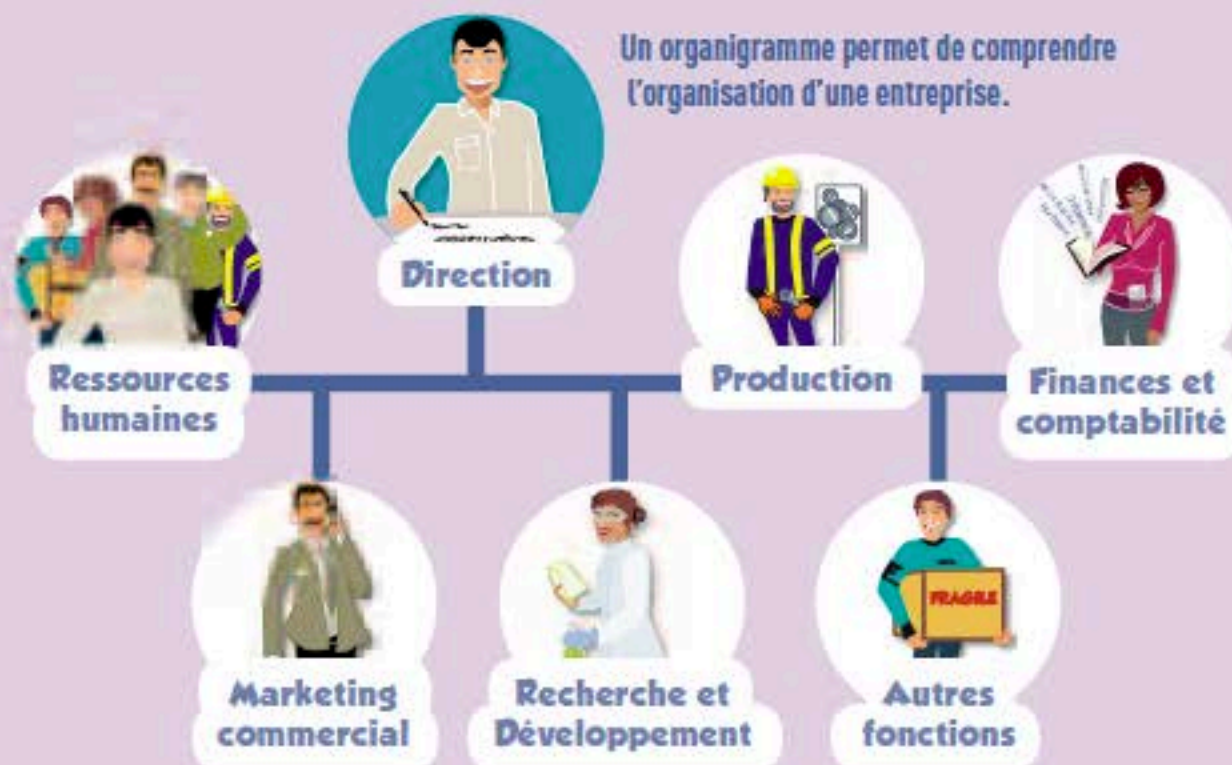 Un organigramme permet de comprendre
l'organisation d'une entreprise.
Direction
Ressources
humaines
Production
Finances et
comptabilité
Marketing
commercial
Recherche et
Développement
FRAGILE
Autres
fonctions